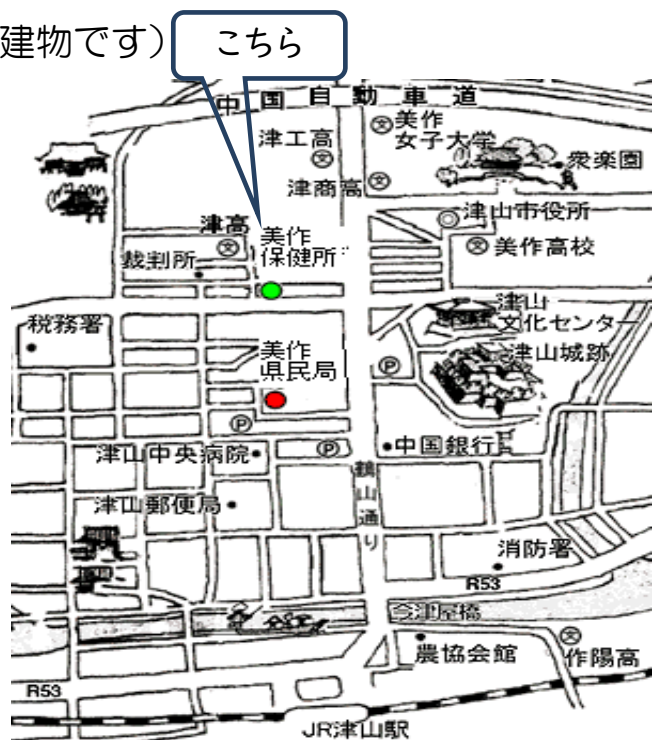 建物です)
こちら
中国自動車道
美作
女子大学
津工高
衆楽園
津商高
津山市役所
津高
美作
保健所
美作高校
裁判所
津山
文化センター
税務署
美作
県民局
津山城跡
P
P
P
津山中央病院
中国銀行
鶴山通り
津山郵便局
消防署
R53
今津屋橋
農協会館
作陽高
R53
JR津山駅